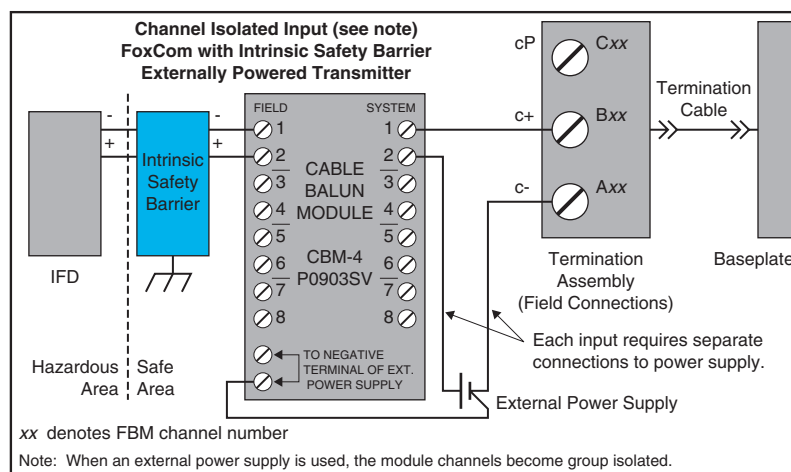 Channel Isolated Input (see note)
FoxCom with Intrinsic Safety Barrier
Externally Powered Transmitter
FIELD
SYSTEM
- -
+ +
Intrinsic
Safety
Barrier
IFD
Hazardous
Area
Safe
Area
1
2
3
4
5
6
7
8
CABLE
BALUN
MODULE
CBM-4
P0903SV
1
2
3
4
5
6
7
8
TO NEGATIVE
TERMINAL OF EXT.
POWER SUPPLY
cP
c+
c-
Cxx
Bxx
Axx
Termination
Cable
Termination
Assembly
(Field Connections)
Baseplate
Each input requires separate
connections to power supply.
External Power Supply
xx denotes FBM channel number
Note: When an external power supply is used, the module channels become group isolated.